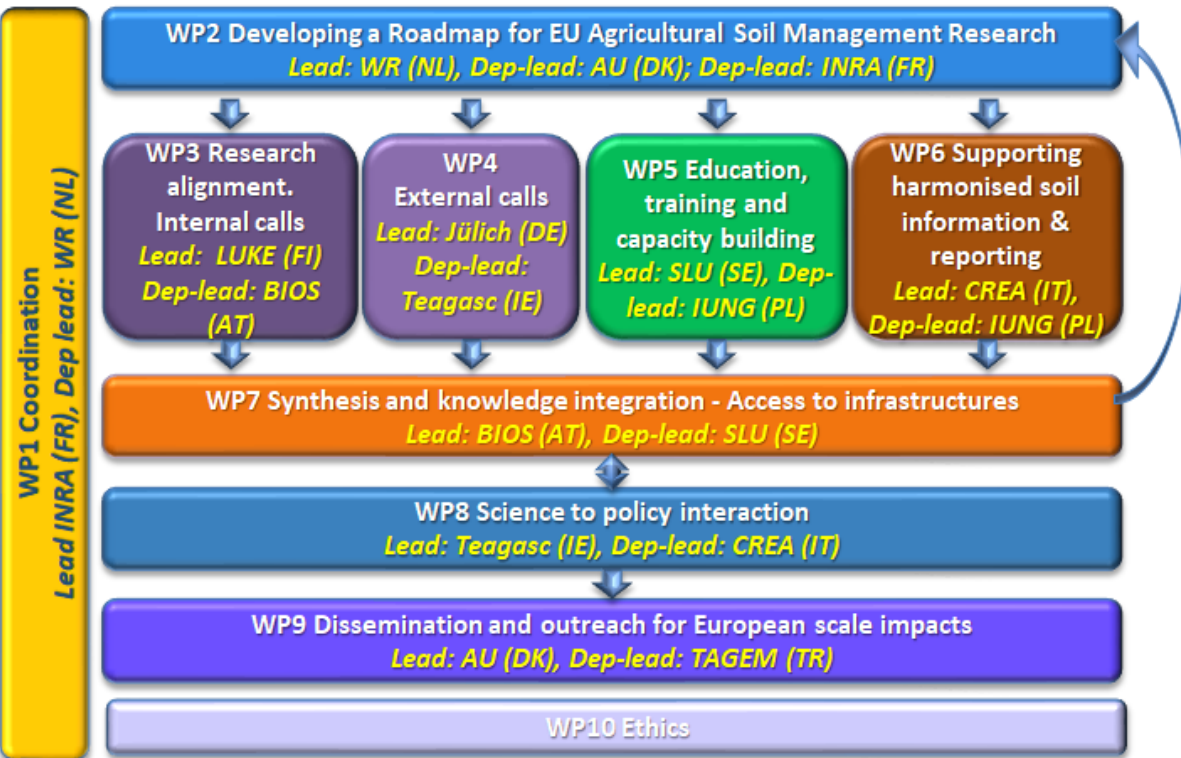 WP1 Coordination
Lead INRA (FR), Dep lead: WR (NL)
WP2 Developing a Roadmap for EU Agricultural Soil Management Research
Lead: WR (NL), Dep-lead: AU (DK); Dep-lead: INRA (FR)
WP3 Research
alignment.
Internal calls
Lead: LUKE (FI)
Dep-lead: BIOS
(AT)
WP4
External calls
Lead: Jülich (DE)
Dep-lead:
Teagasc (IE)
WP5 Education,
training and
capacity building
Lead: SLU (SE), Dep-
lead: IUNG (PL)
WP6 Supporting
harmonised soil
information &
reporting
Lead: CREA (IT),
Dep-lead: IUNG (PL)
WP7 Synthesis and knowledge integration - Access to infrastructures
Lead: BIOS (AT), Dep-lead: SLU (SE)
WP8 Science to policy interaction
Lead: Teagasc (IE), Dep-lead: CREA (IT)
WP9 Dissemination and outreach for European scale impacts
Lead: AU (DK), Dep-lead: TAGEM (TR)
WP10 Ethics